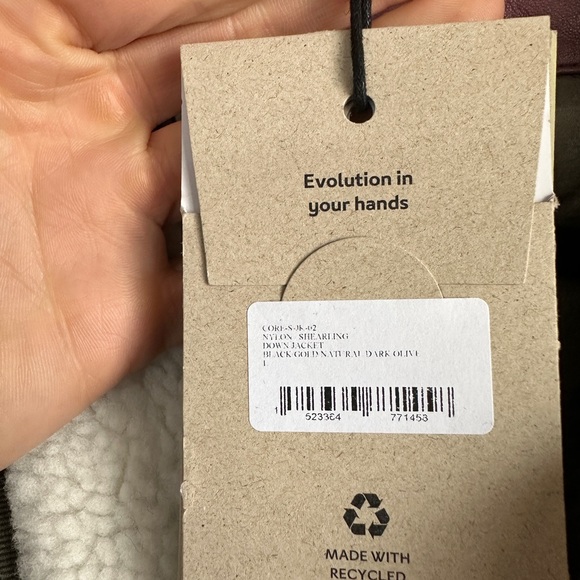 Evolution in
your hands
CORE-S-JK-02
NYLON - SHEARLING
DOWN JACKET
BLACK GOLD NATURAL DARK OLIVE
L
1 523384 771453
MADE WITH
RECYCLED